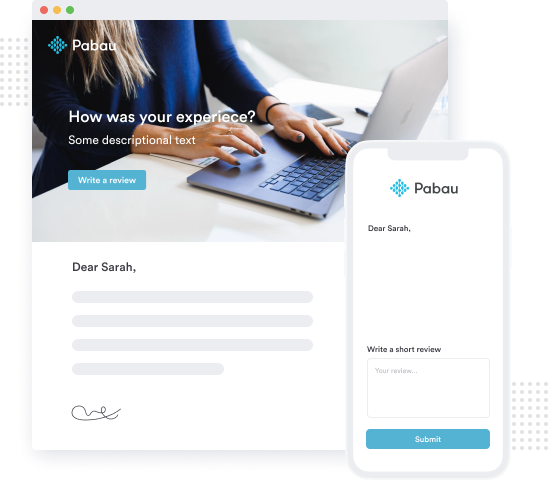 Pabau
How was your experiece?
Some descriptional text
Write a review
Dear Sarah,
Pabau
Dear Sarah,
Write a short review
Your review...
Submit